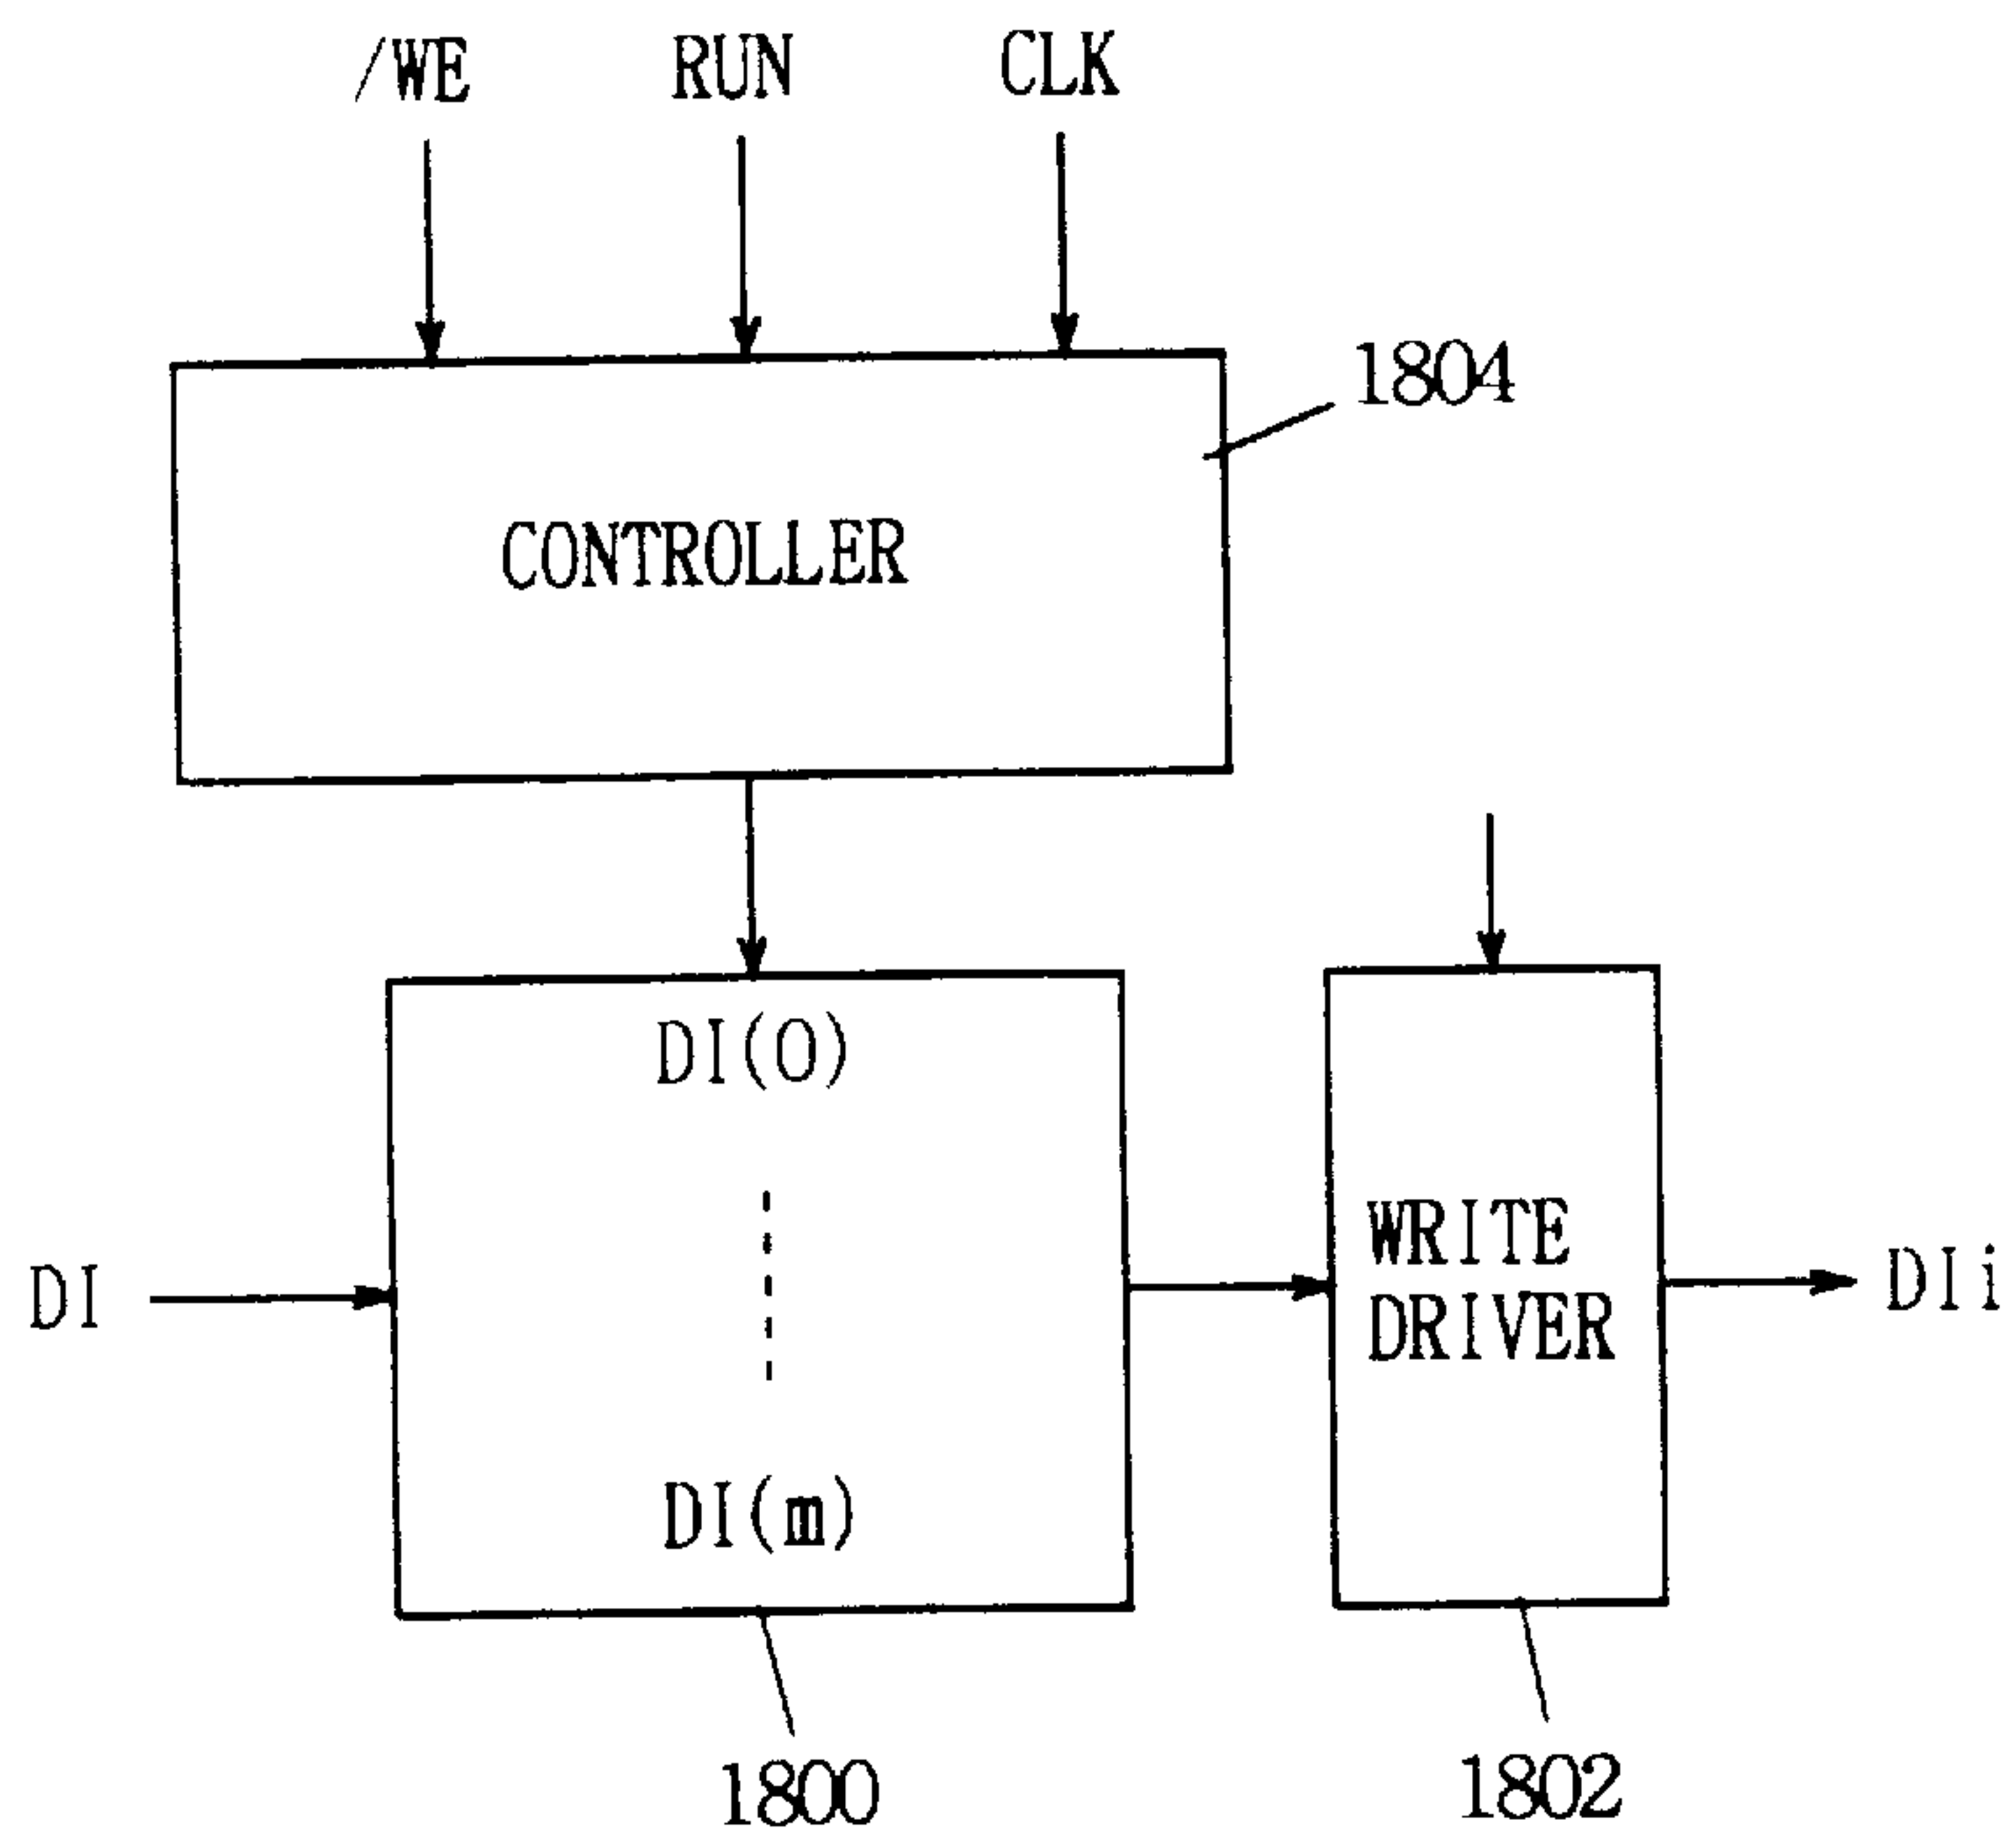 /WE RUN CLK
1804
CONTROLLER
DI(0)
WRITE
DI DRIVER DIi
DI(m)
1800 1802